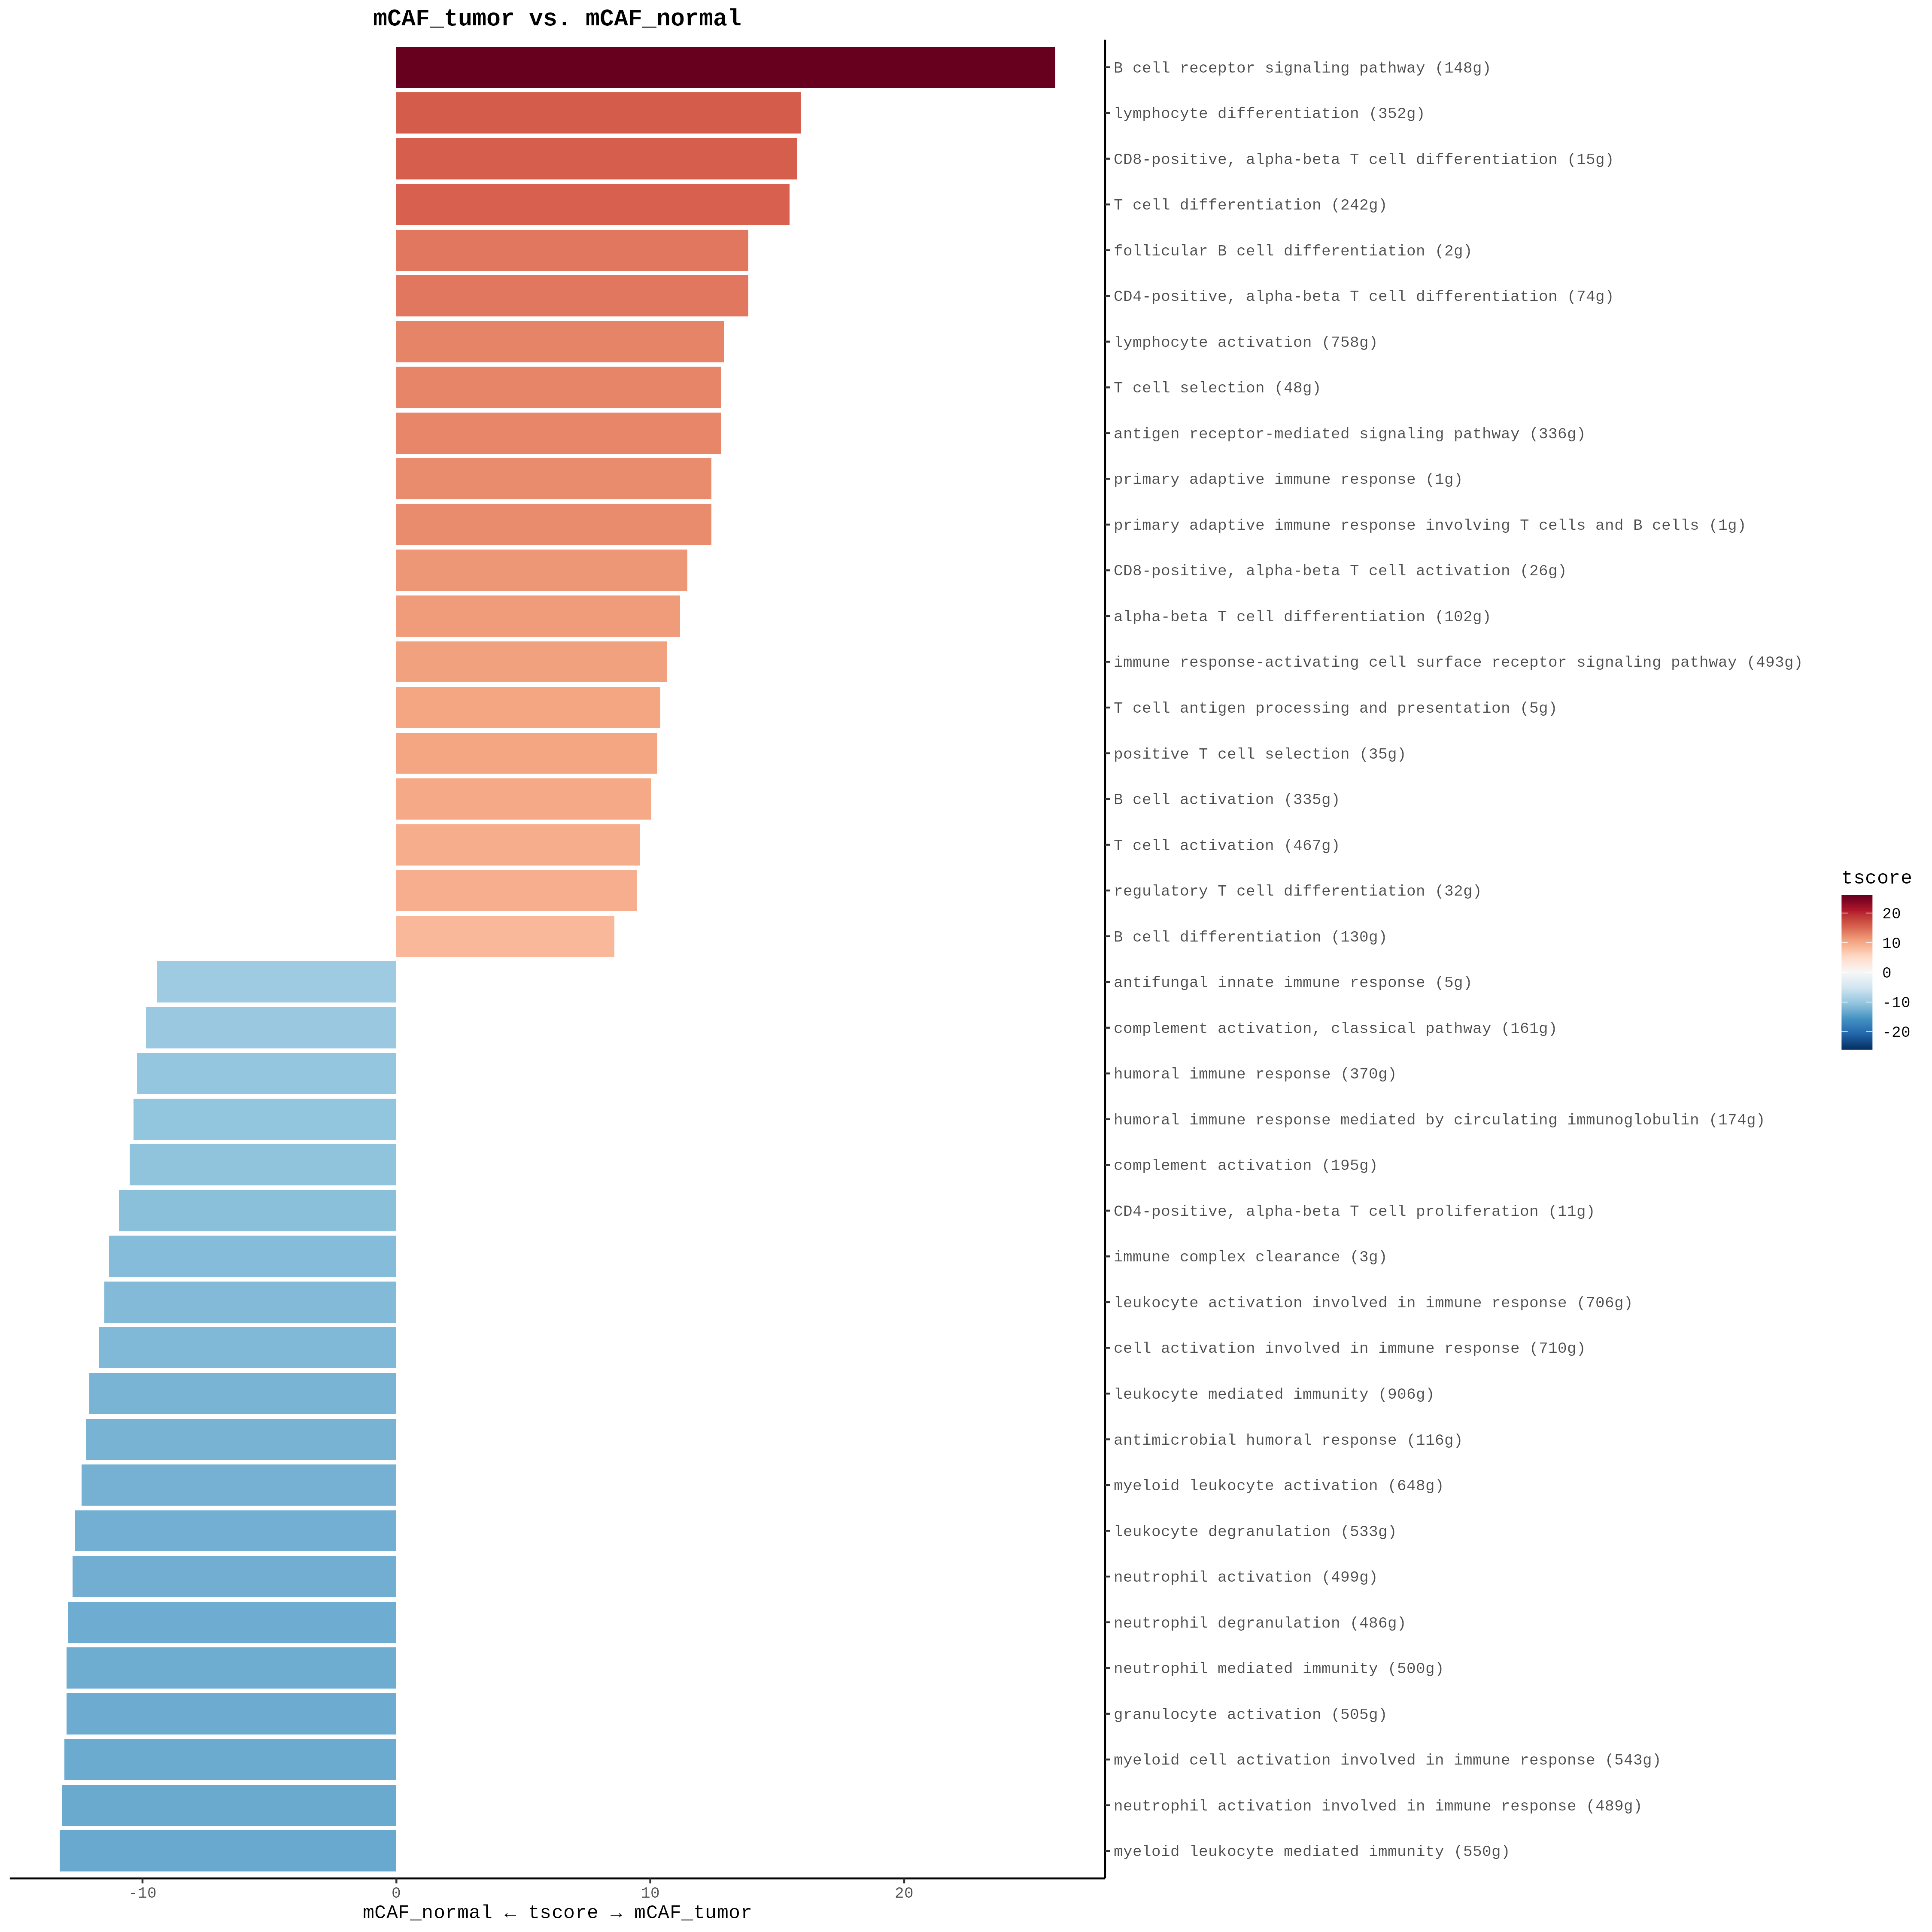 mCAF_tumor vs. mCAF_normal
B cell receptor signaling pathway (148g)
lymphocyte differentiation (352g)
CD8-positive, alpha-beta T cell differentiation (15g)
T cell differentiation (242g)
follicular B cell differentiation (2g)
CD4-positive, alpha-beta T cell differentiation (74g)
lymphocyte activation (758g)
T cell selection (48g)
antigen receptor-mediated signaling pathway (336g)
primary adaptive immune response (1g)
primary adaptive immune response involving T cells and B cells (1g)
CD8-positive, alpha-beta T cell activation (26g)
alpha-beta T cell differentiation (102g)
immune response-activating cell surface receptor signaling pathway (493g)
T cell antigen processing and presentation (5g)
positive T cell selection (35g)
B cell activation (335g)
T cell activation (467g)
regulatory T cell differentiation (32g)
B cell differentiation (130g)
antifungal innate immune response (5g)
complement activation, classical pathway (161g)
humoral immune response (370g)
humoral immune response mediated by circulating immunoglobulin (174g)
complement activation (195g)
CD4-positive, alpha-beta T cell proliferation (11g)
immune complex clearance (3g)
leukocyte activation involved in immune response (706g)
cell activation involved in immune response (710g)
leukocyte mediated immunity (906g)
antimicrobial humoral response (116g)
myeloid leukocyte activation (648g)
leukocyte degranulation (533g)
neutrophil activation (499g)
neutrophil degranulation (486g)
neutrophil mediated immunity (500g)
granulocyte activation (505g)
myeloid cell activation involved in immune response (543g)
neutrophil activation involved in immune response (489g)
myeloid leukocyte mediated immunity (550g)
-10 0 10 20
mCAF_normal ← tscore → mCAF_tumor
tscore
20
10
0
-10
-20